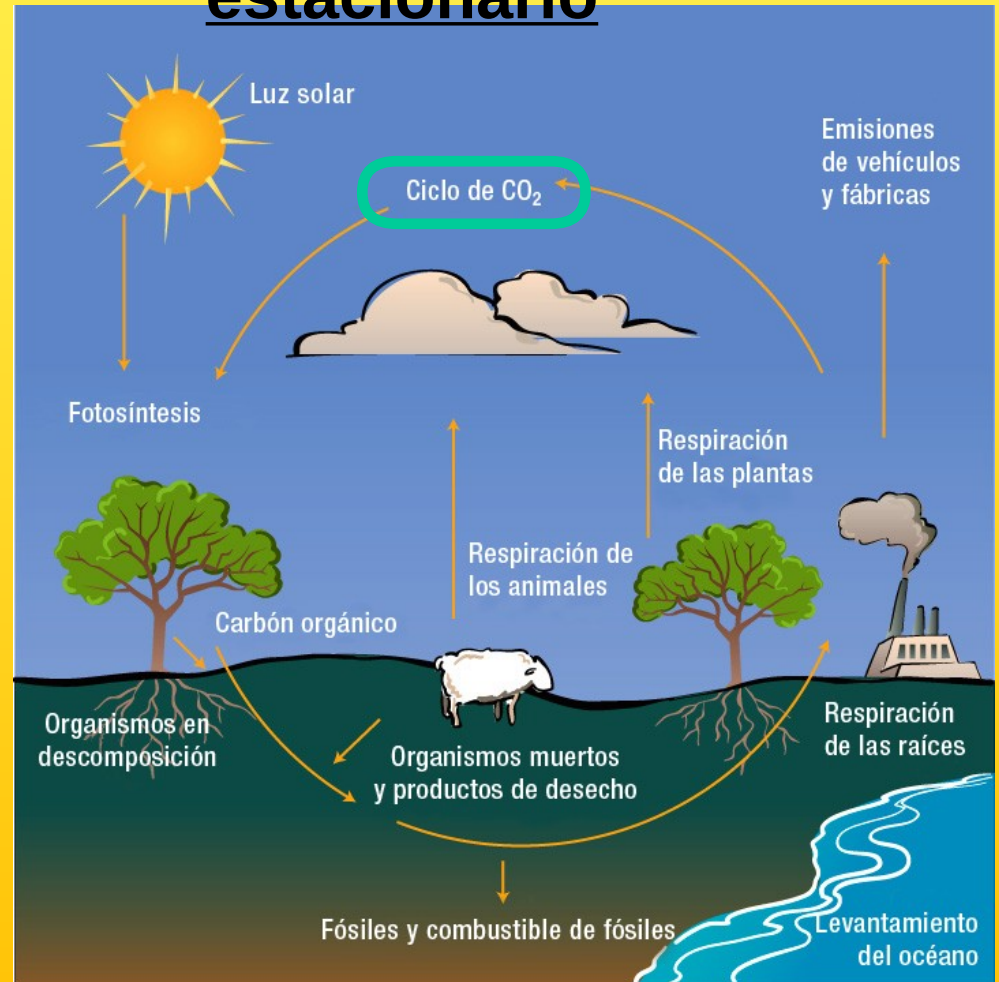 estacionario
Luz solar
Emisiones
de vehículos
y fábricas
Ciclo de CO₂
Fotosíntesis
Respiración
de las plantas
Respiración de
los animales
Carbón orgánico
Organismos en
descomposición
Organismos muertos
y productos de desecho
Respiración
de las raíces
Fósiles y combustible de fósiles
Levantamiento
del océano